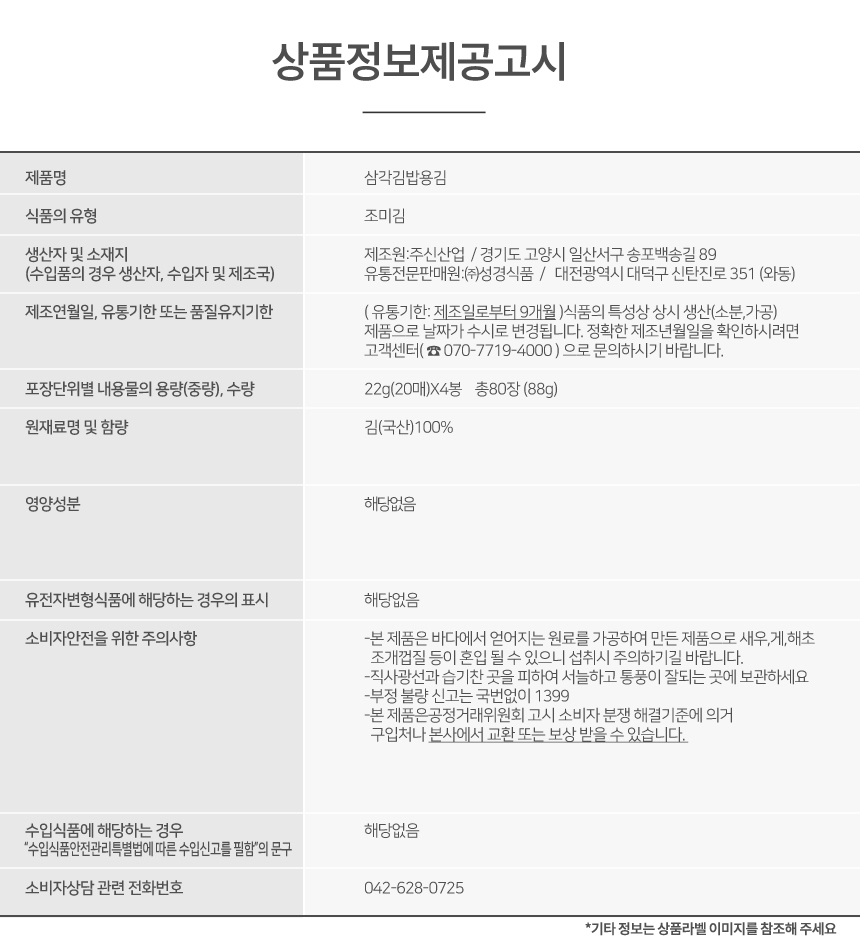 상품정보제공고시
제품명
삼각김밥용김
식품의 유형
조미김
생산자 및 소재지
(수입품의 경우 생산자, 수입자 및 제조국)
제조원:주신산업 / 경기도 고양시 일산서구 송포백송길 89
유통전문판매원:㈜성경식품 / 대전광역시 대덕구 신탄진로 351 (와동)
제조연월일, 유통기한 또는 품질유지기한
( 유통기한: 제조일로부터 9개월 )식품의 특성상 상시 생산(소분,가공)
제품으로 날짜가 수시로 변경됩니다. 정확한 제조년월일을 확인하시려면
고객센터( ☎ 070-7719-4000 ) 으로 문의하시기 바랍니다.
포장단위별 내용물의 용량(중량), 수량
22g(20매)X4봉 총80장 (88g)
원재료명 및 함량
김(국산)100%
영양성분
해당없음
유전자변형식품에 해당하는 경우의 표시
해당없음
소비자안전을 위한 주의사항
-본 제품은 바다에서 얻어지는 원료를 가공하여 만든 제품으로 새우,게,해초
조개껍질 등이 혼입 될 수 있으니 섭취시 주의하기길 바랍니다.
-직사광선과 습기찬 곳을 피하여 서늘하고 통풍이 잘되는 곳에 보관하세요
-부정 불량 신고는 국번없이 1399
-본 제품은공정거래위원회 고시 소비자 분쟁 해결기준에 의거
구입처나 본사에서 교환 또는 보상 받을 수 있습니다.
수입식품에 해당하는 경우
“수입식품안전관리특별법에 따른 수입신고를 필함”의 문구
해당없음
소비자상담 관련 전화번호
042-628-0725
*기타 정보는 상품라벨 이미지를 참조해 주세요